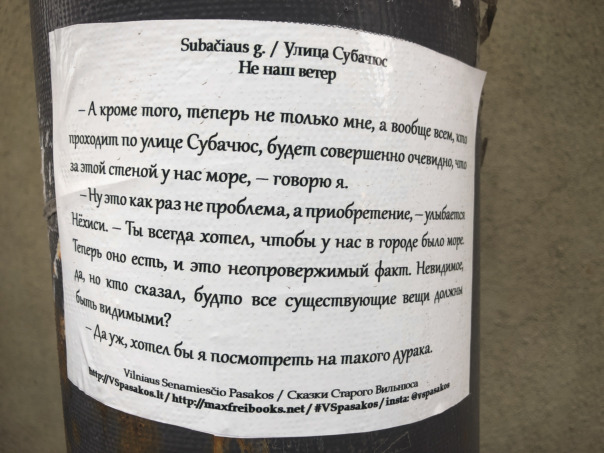 Subačiaus g. / Улица Субачюс
Не наш ветер
– А кроме того, теперь не только мне, а вообще всем, кто
проходит по улице Субачюс, будет совершенно очевидно, что
за этой стеной у нас море, – говорю я.
– Ну это как раз не проблема, а приобретение, – улыбается
Нёхиси. – Ты всегда хотел, чтобы у нас в городе было море.
Теперь оно есть, и это неопровержимый факт. Невидимое,
да, но кто сказал, будто все существующие вещи должны
быть видимыми?
– Да уж, хотел бы я посмотреть на такого дурака.
Vilniaus Senamiesčio Pasakos / Сказки Старого Вильнюса
http://VSpasakos.lt / http://maxfreibooks.net / #VSpasakos / insta: @vspasakos